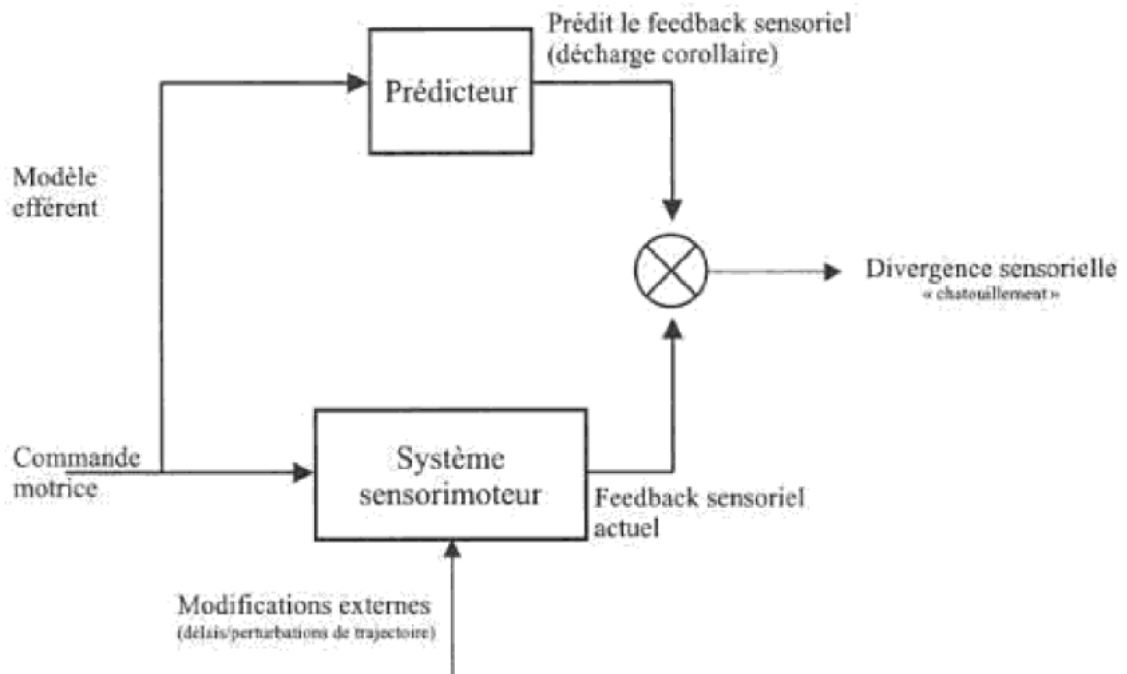 Prédit le feedback sensoriel
(décharge corollaire)
Prédicteur
Modèle
efférent
Divergence sensorielle
« chatouillement »
Commande
motrice
Système
sensorimoteur
Feedback sensoriel
actuel
Modifications externes
(délais/perturbations de trajectoire)